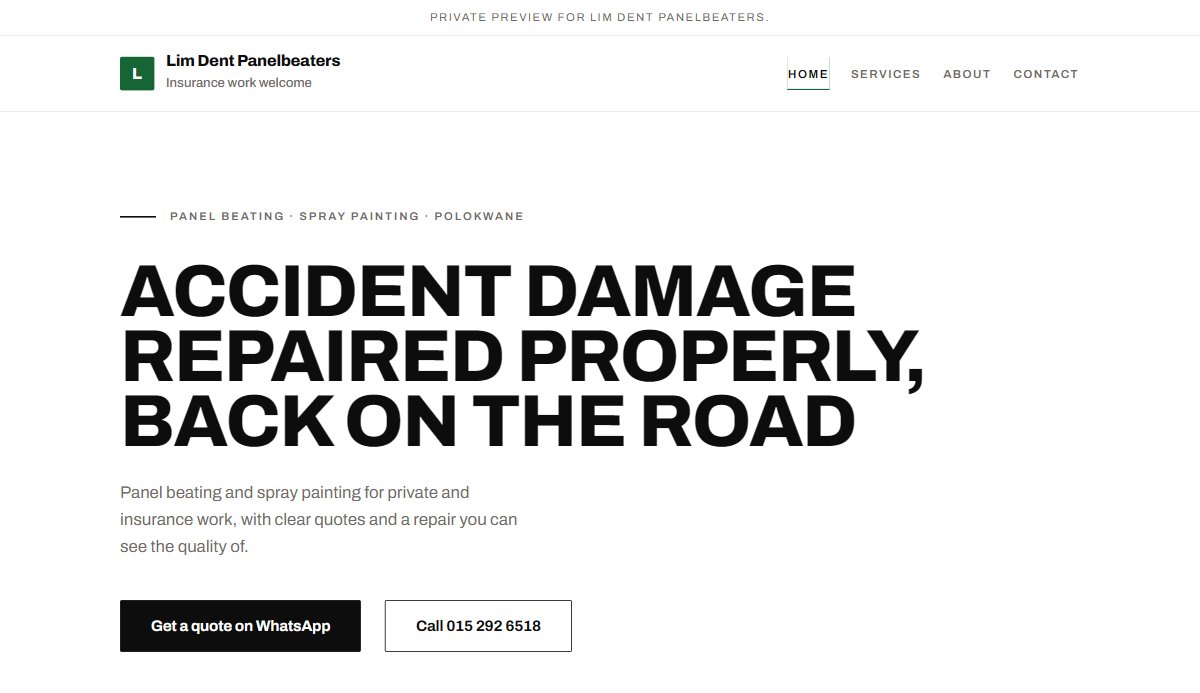 PRIVATE PREVIEW FOR LIM DENT PANELBEATERS.
L
Lim Dent Panelbeaters
Insurance work welcome
HOME SERVICES ABOUT CONTACT
PANEL BEATING · SPRAY PAINTING · POLOKWANE
ACCIDENT DAMAGE
REPAIRED PROPERLY,
BACK ON THE ROAD
Panel beating and spray painting for private and
insurance work, with clear quotes and a repair you can
see the quality of.
Get a quote on WhatsApp
Call 015 292 6518